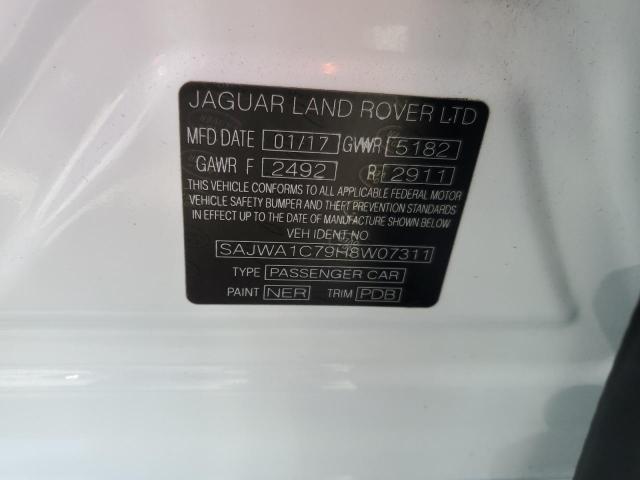 JAGUAR LAND ROVER LTD
MFD DATE 01/17 GVWR 5182
GAWR F 2492 R 2911
THIS VEHICLE CONFORMS TO ALL APPLICABLE FEDERAL MOTOR
VEHICLE SAFETY BUMPER AND THEFT PREVENTION STANDARDS
IN EFFECT UP TO THE DATE OF MANUFACTURE SHOWN BELOW
VEH IDENT NO
SAJWA1C79H8W07311
TYPE PASSENGER CAR
PAINT NER TRIM PDB